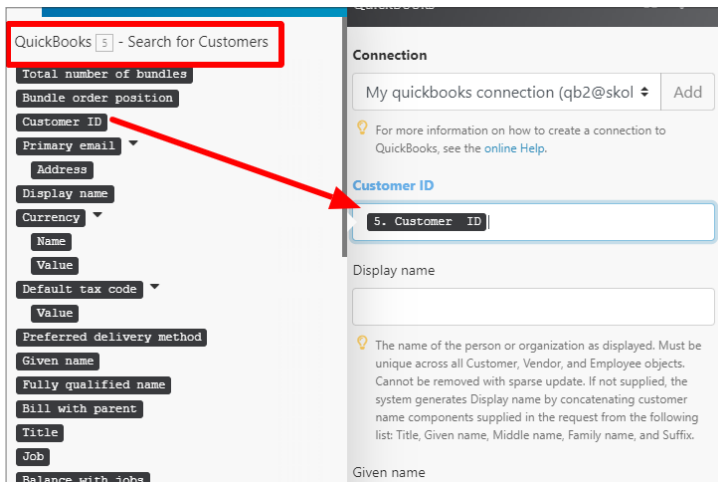 QuickBooks
QuickBooks 5 - Search for Customers
Total number of bundles
Bundle order position
Customer ID
Primary email
Address
Display name
Currency
Name
Value
Default tax code
Value
Preferred delivery method
Given name
Fully qualified name
Bill with parent
Title
Job
Balance with jobs
Connection
My quickbooks connection (qb2@skol
Add
For more information on how to create a connection to
QuickBooks, see the online Help.
Customer ID
5. Customer ID
Display name
The name of the person or organization as displayed. Must be
unique across all Customer, Vendor, and Employee objects.
Cannot be removed with sparse update. If not supplied, the
system generates Display name by concatenating customer
name components supplied in the request from the following
list: Title, Given name, Middle name, Family name, and Suffix.
Given name